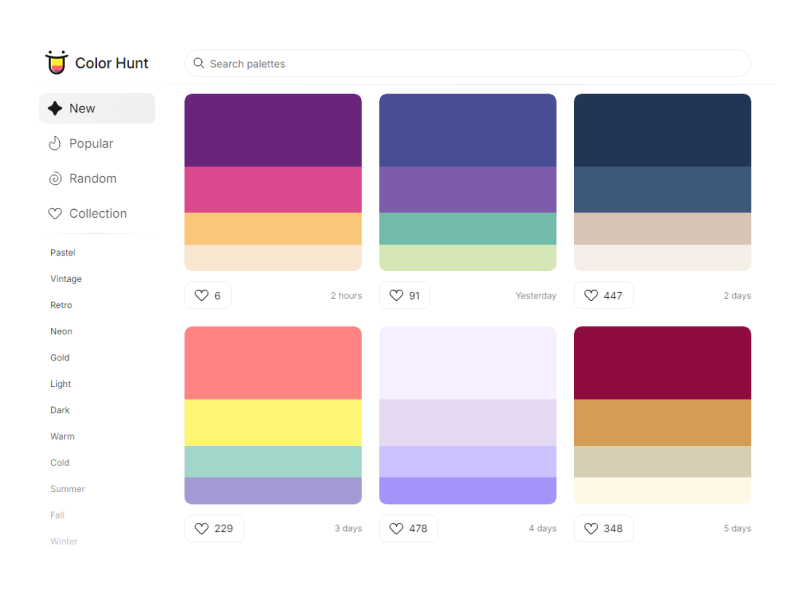 Color Hunt
Search palettes
New
Popular
Random
Collection
Pastel
Vintage
Retro
Neon
Gold
Light
Dark
Warm
Cold
Summer
Fall
Winter
6
2 hours
91
Yesterday
447
2 days
229
3 days
478
4 days
348
5 days